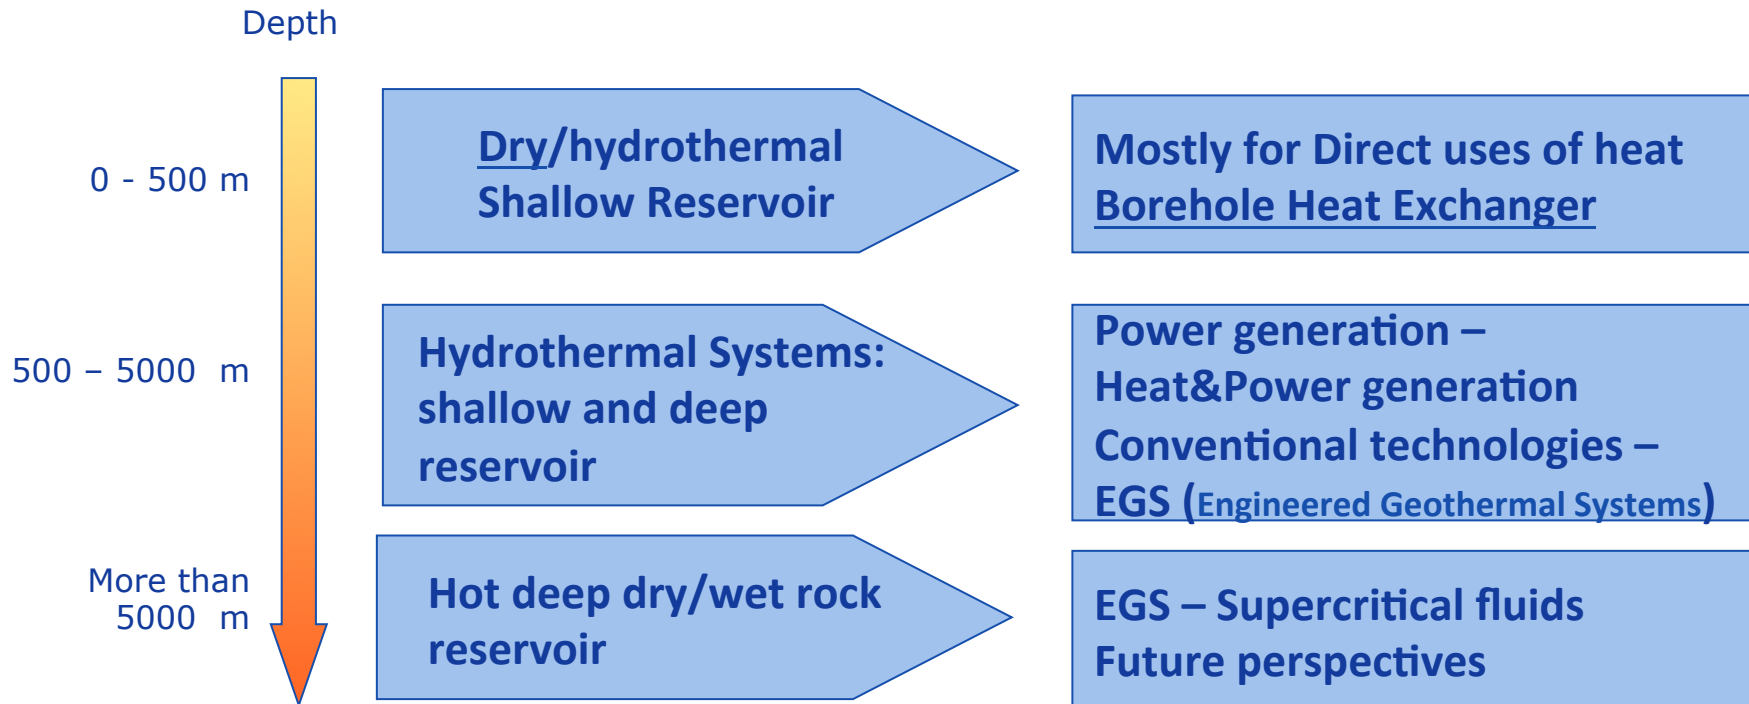 Depth
0 - 500 m
Dry/hydrothermal
Shallow Reservoir
Mostly for Direct uses of heat
Borehole Heat Exchanger
500 – 5000 m
Hydrothermal Systems:
shallow and deep
reservoir
Power generation –
Heat&Power generation
Conventional technologies –
EGS (Engineered Geothermal Systems)
More than
5000 m
Hot deep dry/wet rock
reservoir
EGS – Supercritical fluids
Future perspectives